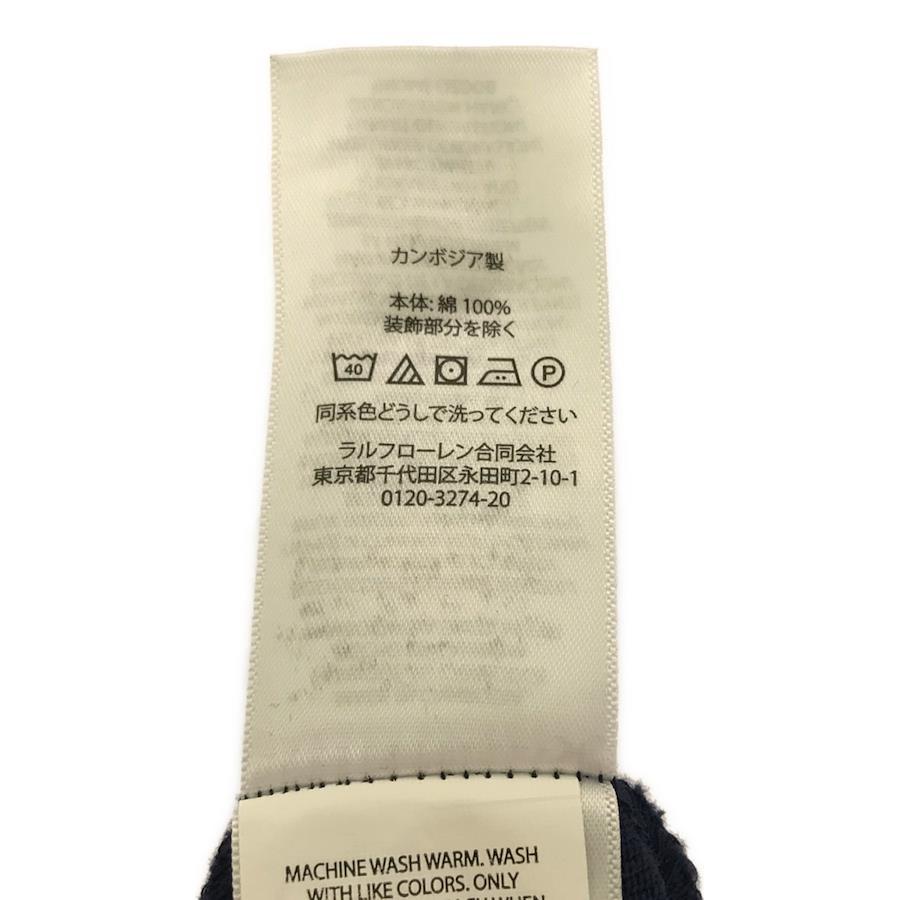 カンボジア製
本体: 綿 100%
装飾部分を除く
40 P
同系色どうしで洗ってください
ラルフローレン合同会社
東京都千代田区永田町2-10-1
0120-3274-20
MACHINE WASH WARM. WASH
WITH LIKE COLORS. ONLY
WHEN